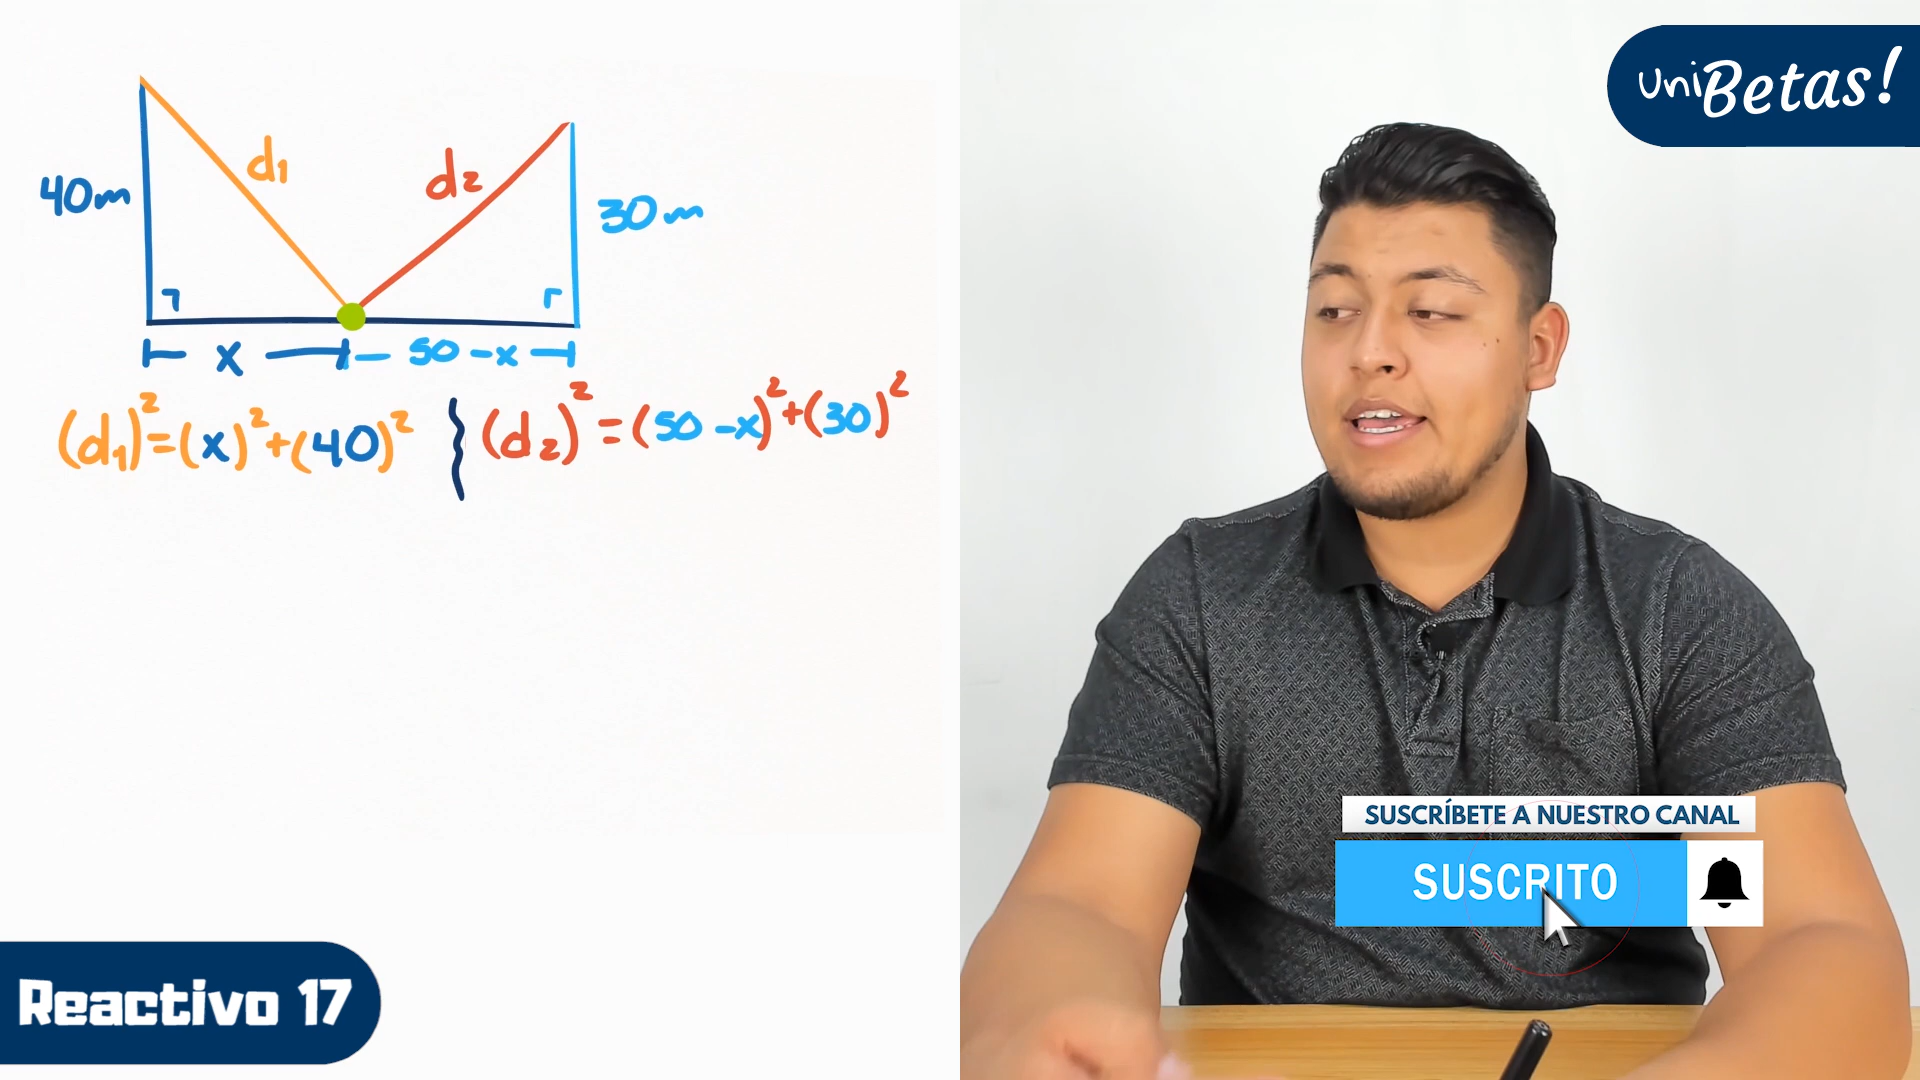 uniBetas!
d₁
d₂
40m
30m
x
50-x
(d₁)²=(x)²+(40)²
(d₂)²=(50-x)²+(30)²
SUSCRÍBETE A NUESTRO CANAL
SUSCRITO
Reactivo 17